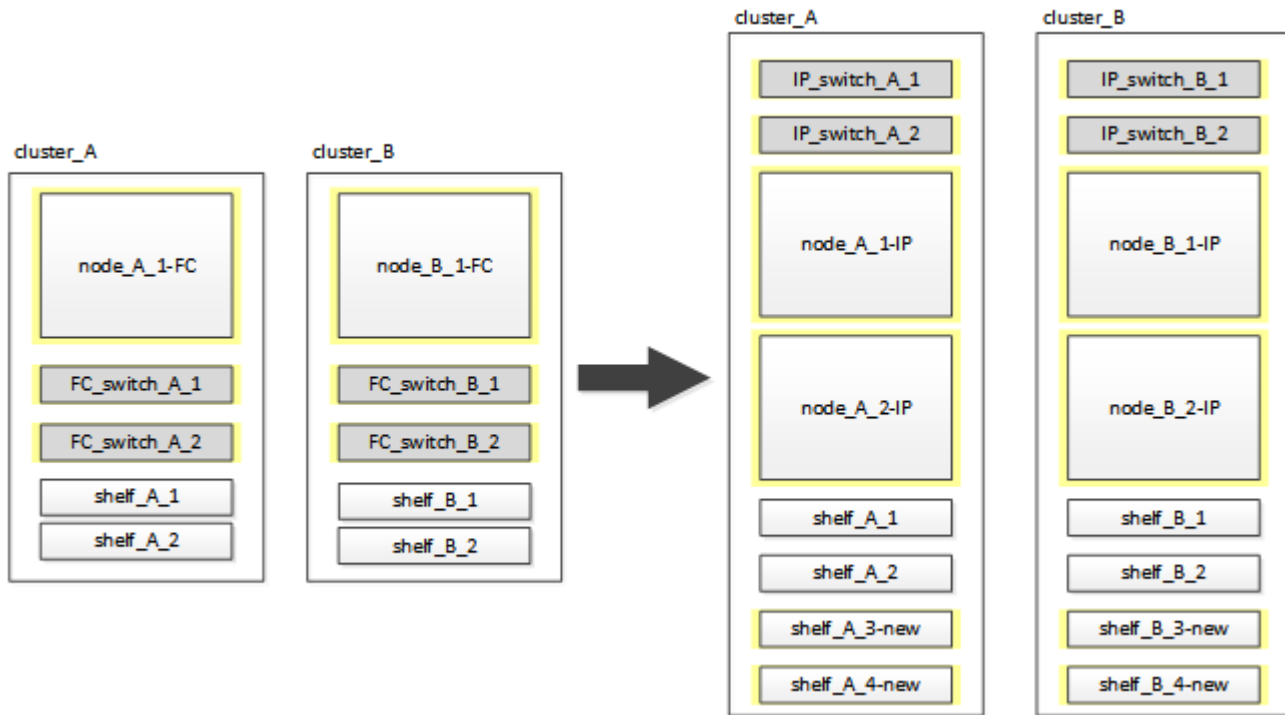 cluster_A
node_A_1-FC
FC_switch_A_1
FC_switch_A_2
shelf_A_1
shelf_A_2
cluster_B
node_B_1-FC
FC_switch_B_1
FC_switch_B_2
shelf_B_1
shelf_B_2
cluster_A
IP_switch_A_1
IP_switch_A_2
node_A_1-IP
node_A_2-IP
shelf_A_1
shelf_A_2
shelf_A_3-new
shelf_A_4-new
cluster_B
IP_switch_B_1
IP_switch_B_2
node_B_1-IP
node_B_2-IP
shelf_B_1
shelf_B_2
shelf_B_3-new
shelf_B_4-new